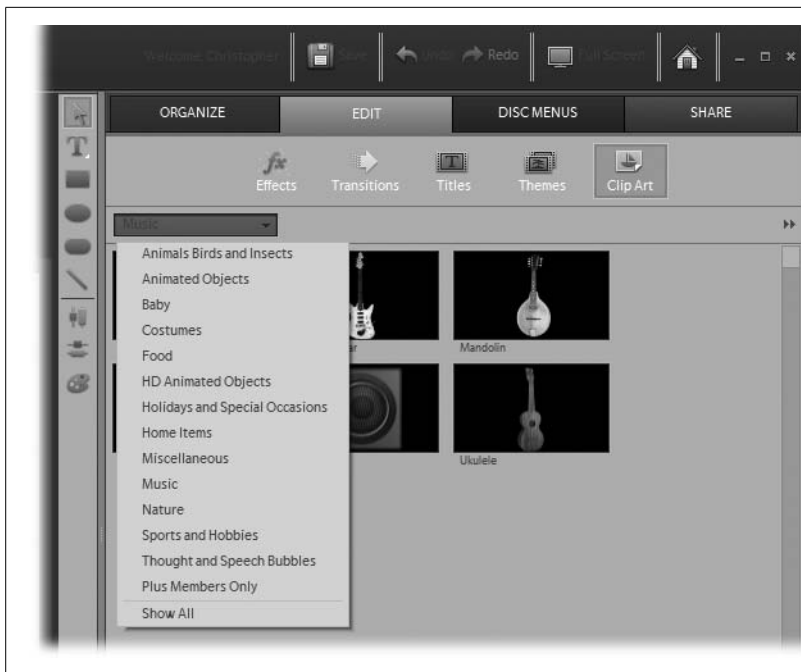 Welcome, Christopher Save Undo Redo Full Screen
ORGANIZE EDIT DISC MENUS SHARE
fx
Effects Transitions Titles Themes Clip Art
Music
Animals Birds and Insects
Animated Objects
Baby
Costumes
Food
HD Animated Objects
Holidays and Special Occasions
Home Items
Miscellaneous
Music
Nature
Sports and Hobbies
Thought and Speech Bubbles
Plus Members Only
Show All
Mandolin
Ukulele